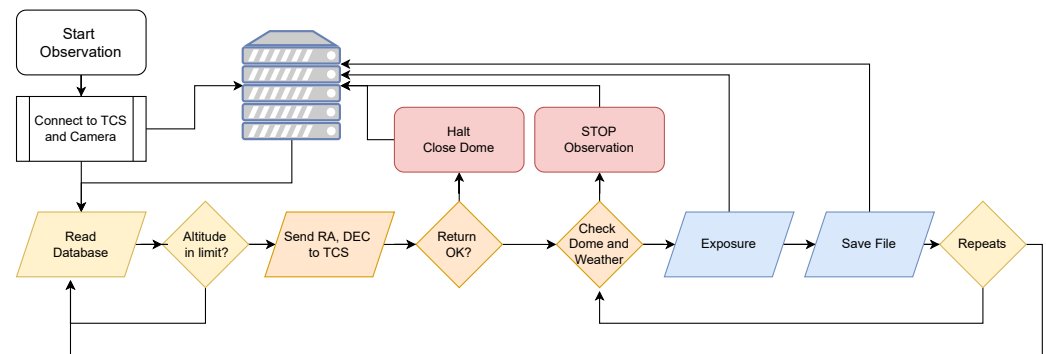 Start
Observation
Connect to TCS
and Camera
Halt
Close Dome
STOP
Observation
Read
Database
Altitude
in limit?
Send RA, DEC
to TCS
Return
OK?
Check
Dome and
Weather
Exposure
Save File
Repeats